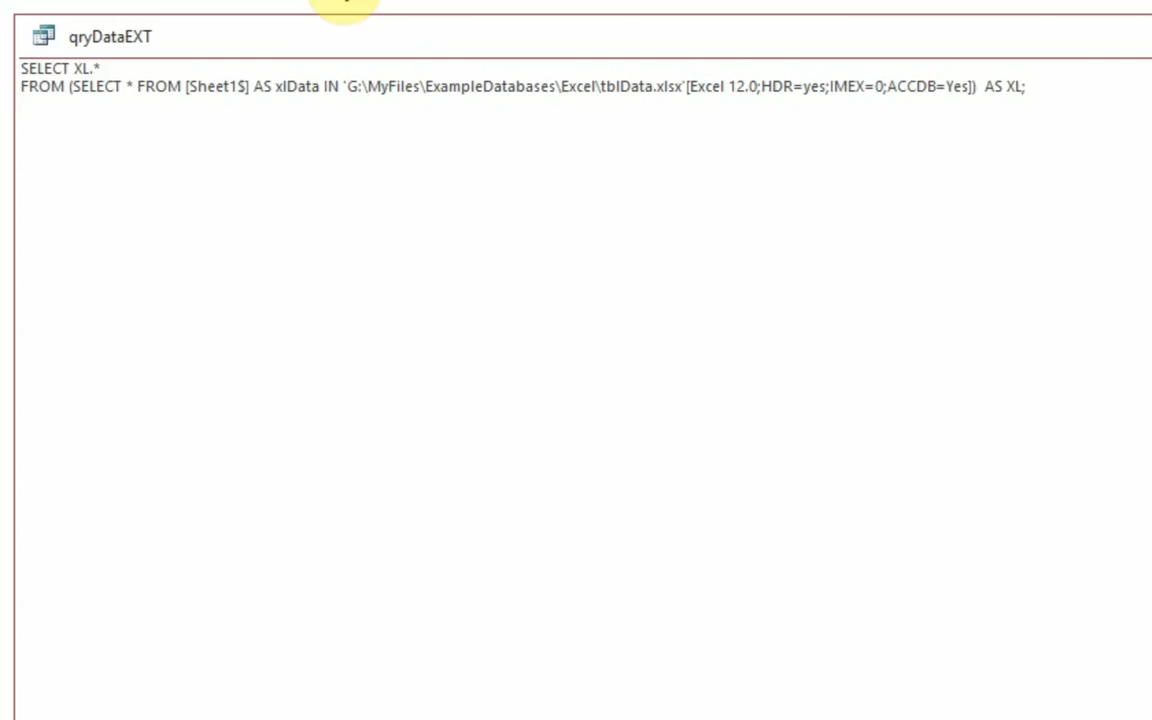 qryDataEXT
SELECT XL.*
FROM (SELECT * FROM [Sheet1$] AS xlData IN 'G:\MyFiles\ExampleDatabases\Excel\tblData.xlsx'[Excel 12.0;HDR=yes;IMEX=0;ACCDB=Yes])  AS XL;